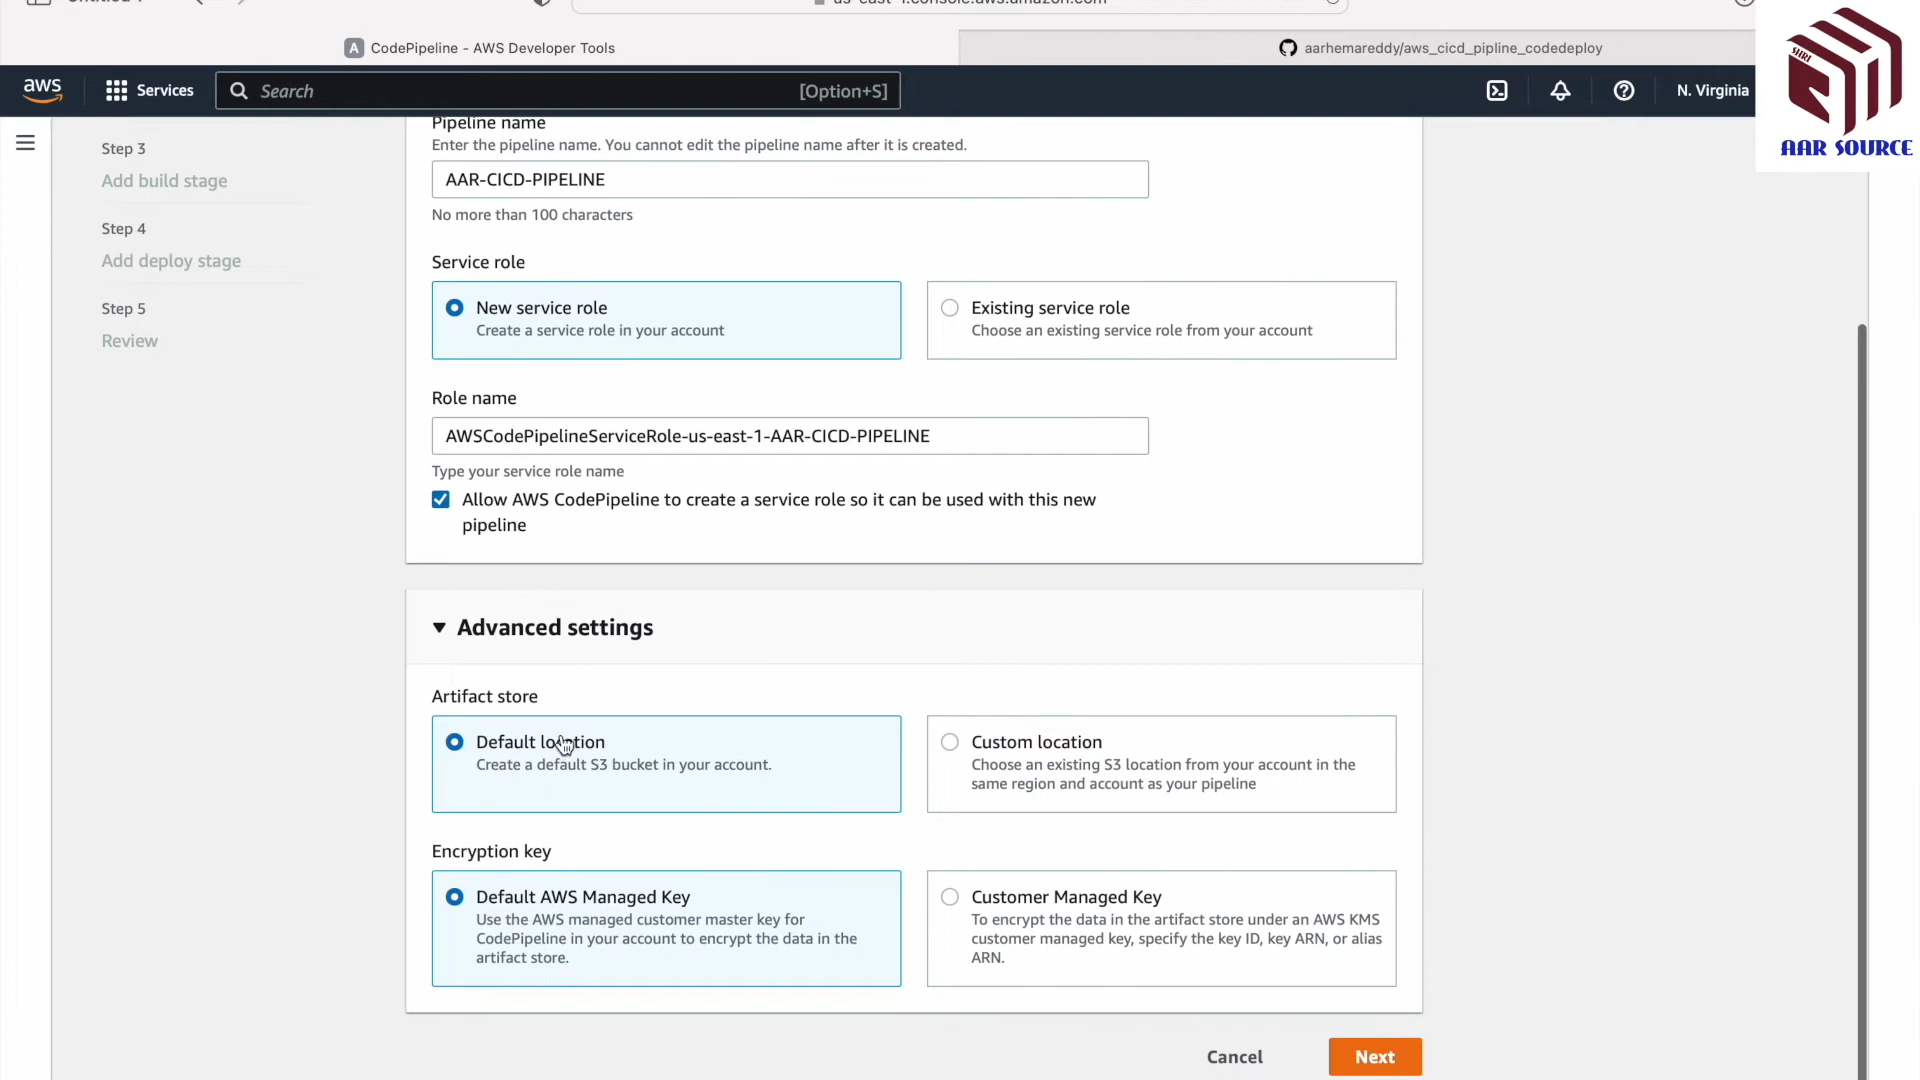 CodePipeline - AWS Developer Tools
aarhemareddy/aws_cicd_pipline_codedeploy
aws
Services
Search
[Option+S]
N. Virginia
SHRI
AAR SOURCE
Step 3
Add build stage
Step 4
Add deploy stage
Step 5
Review
Pipeline name
Enter the pipeline name. You cannot edit the pipeline name after it is created.
AAR-CICD-PIPELINE
No more than 100 characters
Service role
New service role
Create a service role in your account
Existing service role
Choose an existing service role from your account
Role name
AWSCodePipelineServiceRole-us-east-1-AAR-CICD-PIPELINE
Type your service role name
Allow AWS CodePipeline to create a service role so it can be used with this new
pipeline
Advanced settings
Artifact store
Default location
Create a default S3 bucket in your account.
Custom location
Choose an existing S3 location from your account in the
same region and account as your pipeline
Encryption key
Default AWS Managed Key
Use the AWS managed customer master key for
CodePipeline in your account to encrypt the data in the
artifact store.
Customer Managed Key
To encrypt the data in the artifact store under an AWS KMS
customer managed key, specify the key ID, key ARN, or alias
ARN.
Cancel
Next